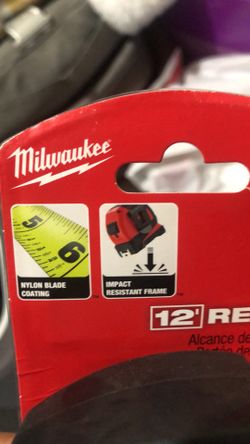 Milwaukee
5
6
NYLON BLADE
COATING
IMPACT
RESISTANT FRAME
12' RE
Alcance de